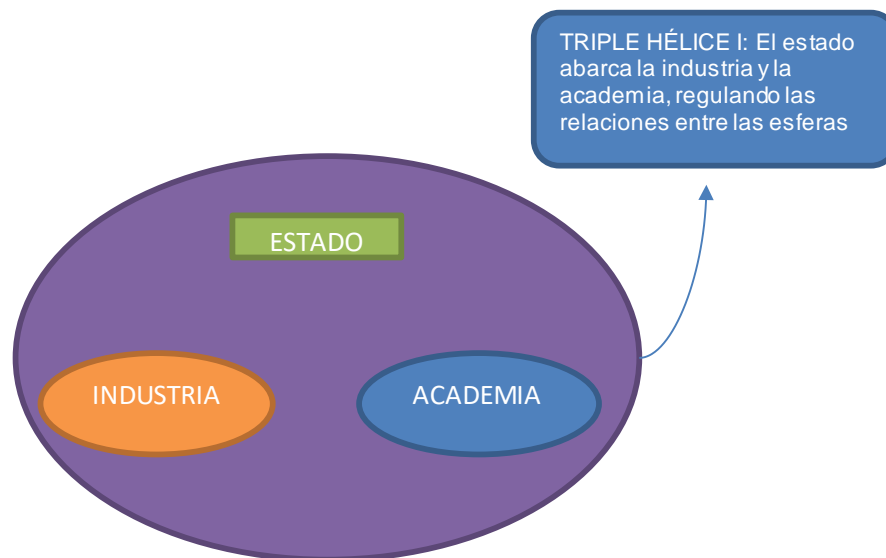 TRIPLE HÉLICE I: El estado
abarca la industria y la
academia, regulando las
relaciones entre las esferas
ESTADO
INDUSTRIA
ACADEMIA